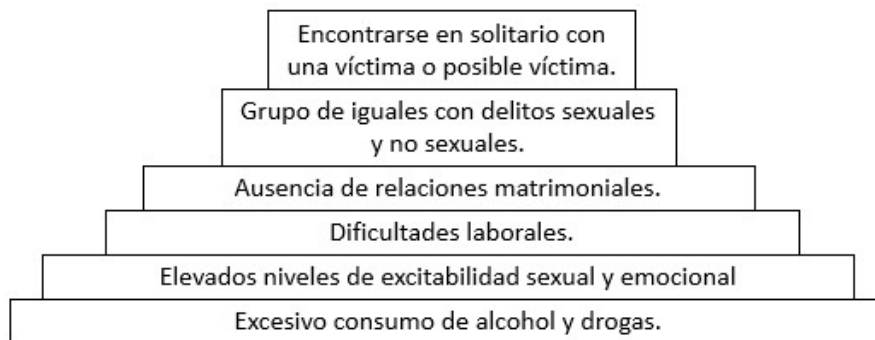 Encontrarse en solitario con
una víctima o posible víctima.
Grupo de iguales con delitos sexuales
y no sexuales.
Ausencia de relaciones matrimoniales.
Dificultades laborales.
Elevados niveles de excitabilidad sexual y emocional
Excesivo consumo de alcohol y drogas.